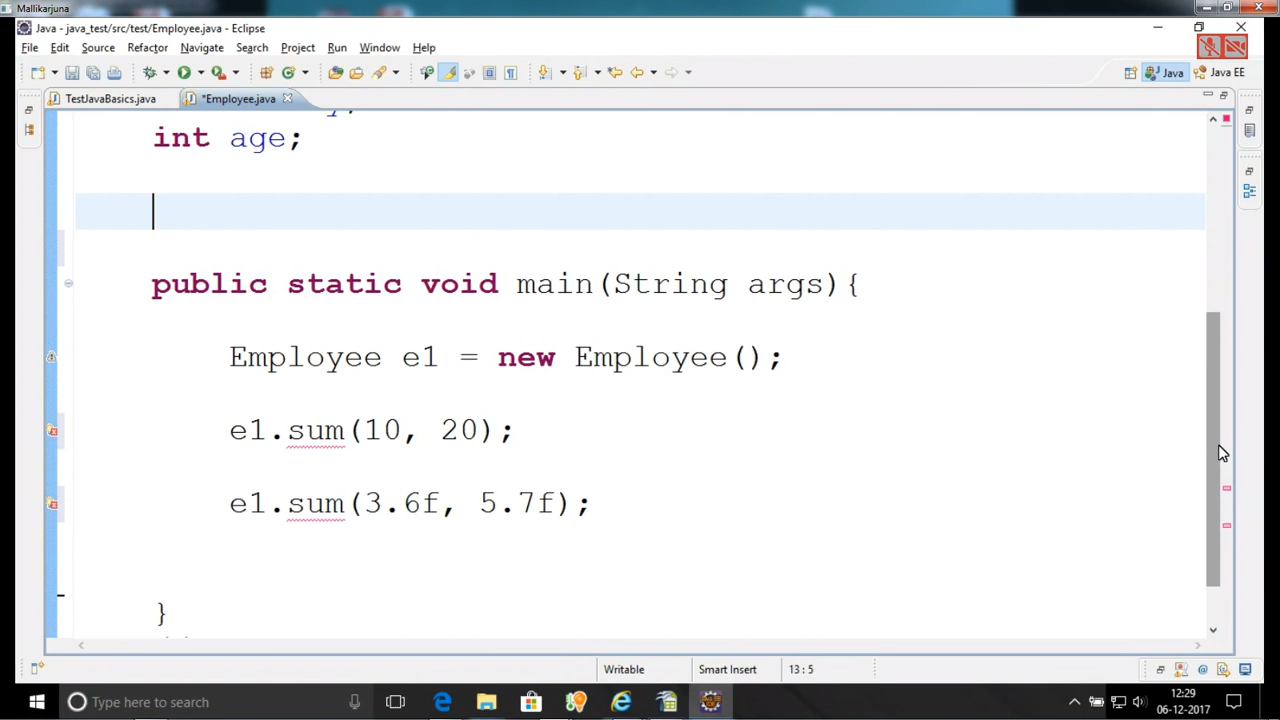 Mallikarjuna
Java - java_test/src/test/Employee.java - Eclipse
File Edit Source Refactor Navigate Search Project Run Window Help
Java Java EE
TestJavaBasics.java *Employee.java
int age;
public static void main(String args){
Employee e1 = new Employee();
e1.sum(10, 20);
e1.sum(3.6f, 5.7f);
}
Writable Smart Insert 13 : 5
Type here to search
12:29
06-12-2017